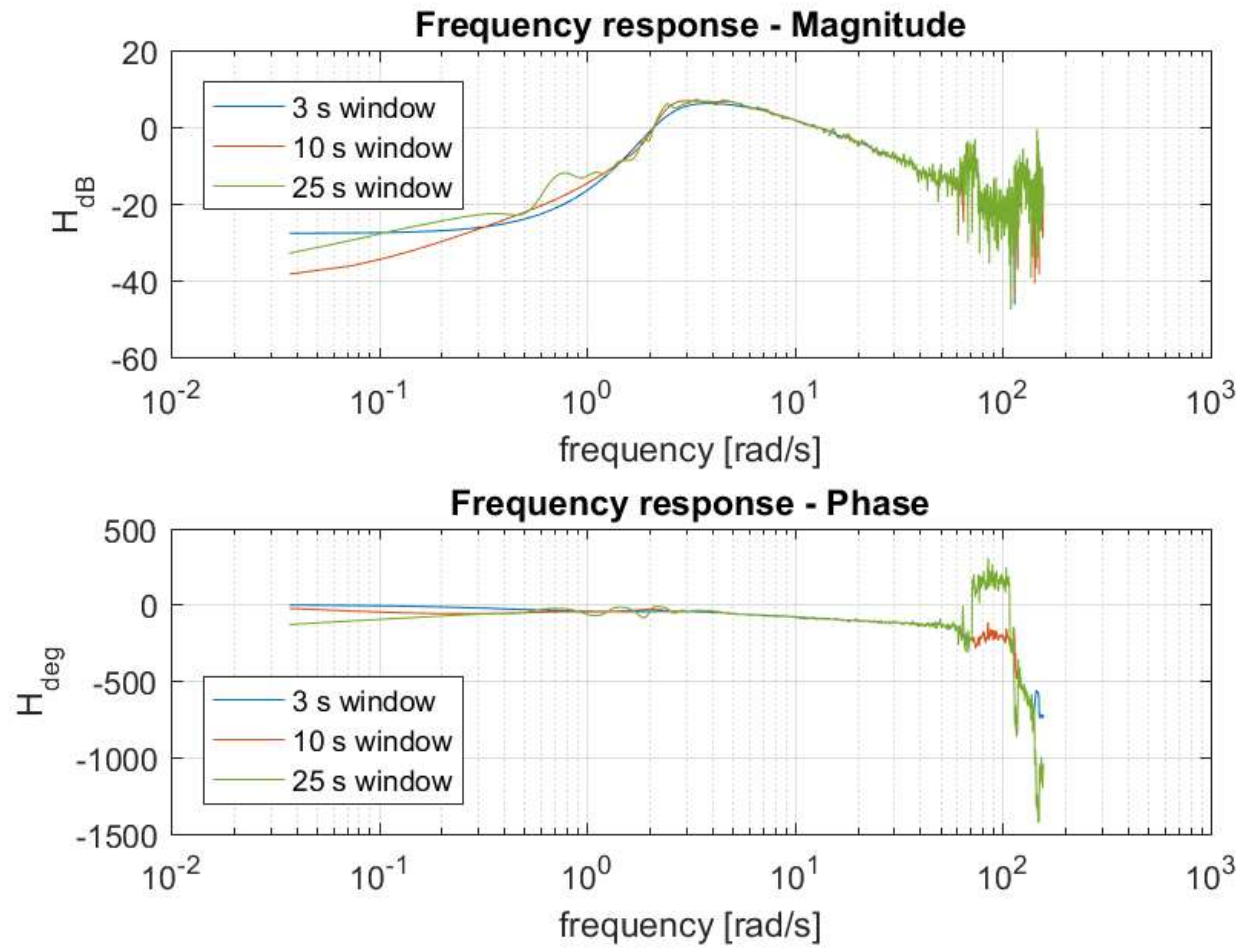 Frequency response - Magnitude
20
0
-20
-40
-60
H_dB
3 s window
10 s window
25 s window
10^-2
10^-1
10^0
10^1
10^2
10^3
frequency [rad/s]
Frequency response - Phase
500
0
-500
-1000
-1500
H_deg
3 s window
10 s window
25 s window
10^-2
10^-1
10^0
10^1
10^2
10^3
frequency [rad/s]